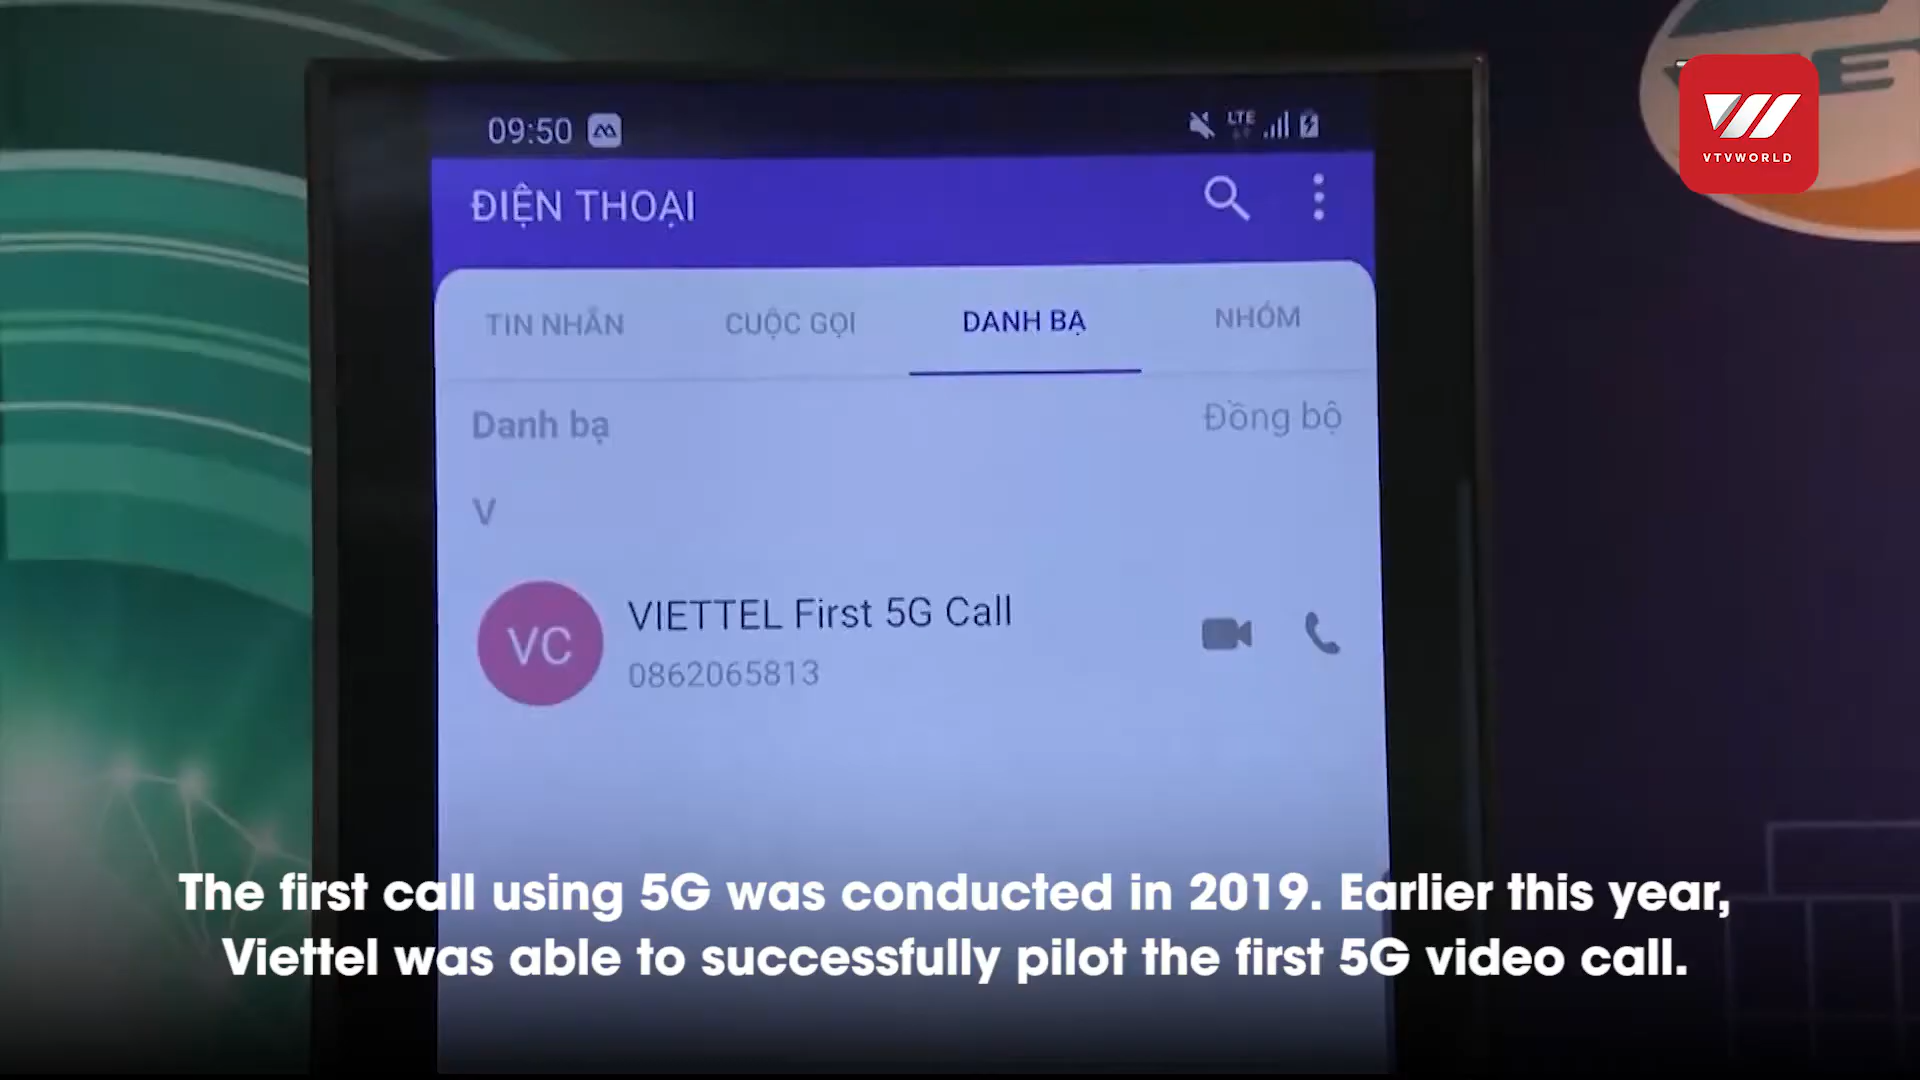 VTVWORLD
09:50
LTE
ĐIỆN THOẠI
TIN NHẮN CUỘC GỌI DANH BẠ NHÓM
Danh bạ Đồng bộ
V
VC
VIETTEL First 5G Call
0862065813
The first call using 5G was conducted in 2019. Earlier this year,
Viettel was able to successfully pilot the first 5G video call.